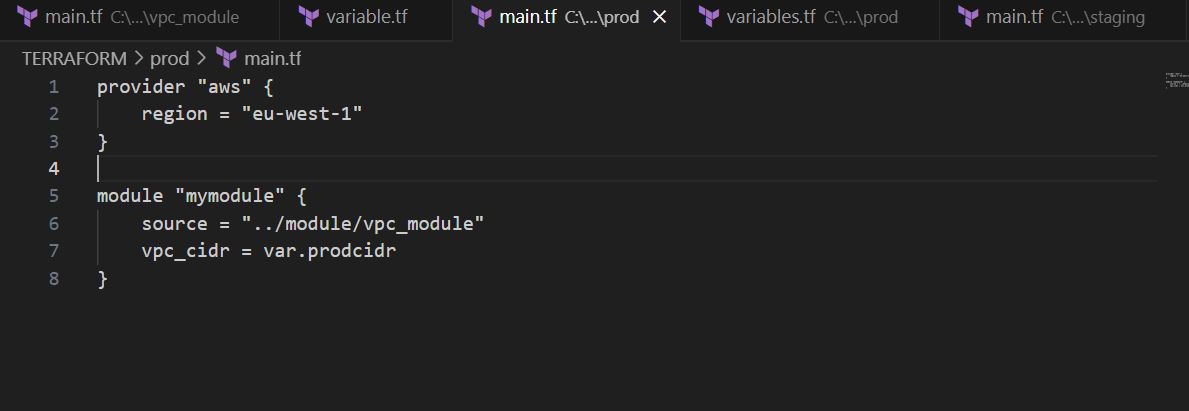 main.tf C:\...\vpc_module variable.tf main.tf C:\...\prod variables.tf C:\...\prod main.tf C:\...\staging
TERRAFORM > prod > main.tf
1 provider "aws" {
2     region = "eu-west-1"
3 }
4
5 module "mymodule" {
6     source = "../module/vpc_module"
7     vpc_cidr = var.prodcidr
8 }